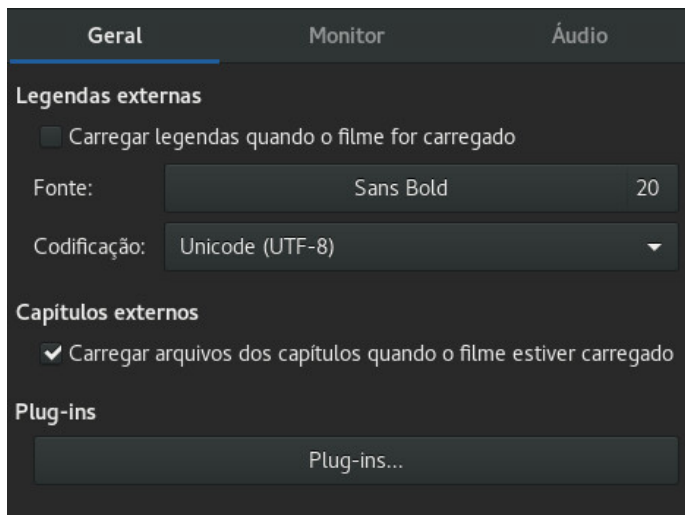 Geral Monitor Áudio
Legendas externas
Carregar legendas quando o filme for carregado
Fonte: Sans Bold 20
Codificação: Unicode (UTF-8)
Capítulos externos
Carregar arquivos dos capítulos quando o filme estiver carregado
Plug-ins
Plug-ins...